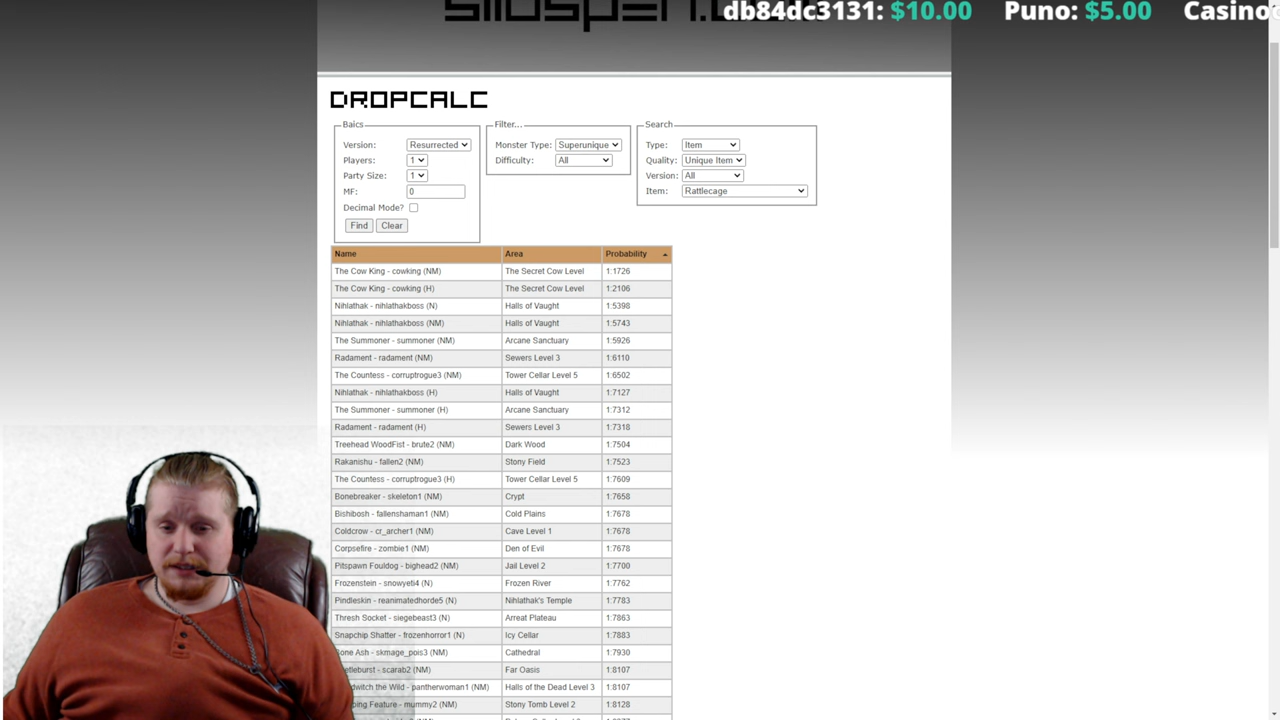 db84dc3131: $10.00 Puno: $5.00 Casino
DROPCALC
Baics
Version: Resurrected
Players: 1
Party Size: 1
MF: 0
Decimal Mode?
Find Clear
Filter...
Monster Type: Superunique
Difficulty: All
Search
Type: Item
Quality: Unique Item
Version: All
Item: Rattlecage
Name Area Probability
The Cow King - cowking (NM) The Secret Cow Level 1:1726
The Cow King - cowking (H) The Secret Cow Level 1:2106
Nihlathak - nihlathakboss (N) Halls of Vaught 1:5398
Nihlathak - nihlathakboss (NM) Halls of Vaught 1:5743
The Summoner - summoner (NM) Arcane Sanctuary 1:5926
Radament - radament (NM) Sewers Level 3 1:6110
The Countess - corruptrogue3 (NM) Tower Cellar Level 5 1:6502
Nihlathak - nihlathakboss (H) Halls of Vaught 1:7127
The Summoner - summoner (H) Arcane Sanctuary 1:7312
Radament - radament (H) Sewers Level 3 1:7318
Treehead WoodFist - brute2 (NM) Dark Wood 1:7504
Rakanishu - fallen2 (NM) Stony Field 1:7523
The Countess - corruptrogue3 (H) Tower Cellar Level 5 1:7609
Bonebreaker - skeleton1 (NM) Crypt 1:7658
Bishibosh - fallenshaman1 (NM) Cold Plains 1:7678
Coldcrow - cr_archer1 (NM) Cave Level 1 1:7678
Corpsefire - zombie1 (NM) Den of Evil 1:7678
Pitspawn Fouldog - bighead2 (NM) Jail Level 2 1:7700
Frozenstein - snowyeti4 (N) Frozen River 1:7762
Pindleskin - reanimatedhorde5 (N) Nihlathak's Temple 1:7783
Thresh Socket - siegebeast3 (N) Arreat Plateau 1:7863
Snapchip Shatter - frozenhorror1 (N) Icy Cellar 1:7883
Bone Ash - skmage_pois3 (NM) Cathedral 1:7930
etleburst - scarab2 (NM) Far Oasis 1:8107
dwitch the Wild - pantherwoman1 (NM) Halls of the Dead Level 3 1:8107
ping Feature - mummy2 (NM) Stony Tomb Level 2 1:8128